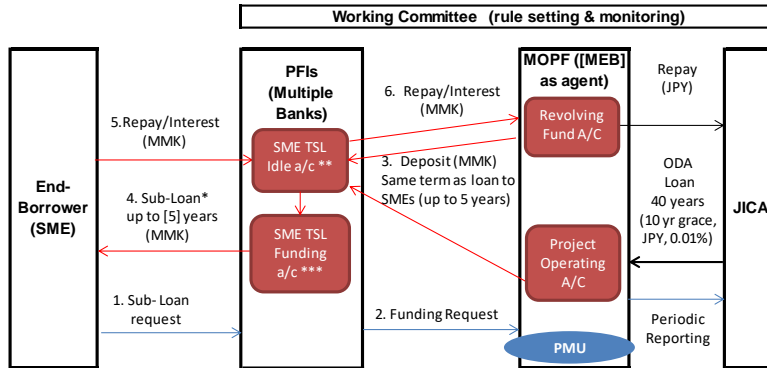 Working Committee (rule setting & monitoring)
PFIs
(Multiple
Banks)
MOPF ([MEB]
as agent)
Repay
(JPY)
6. Repay/Interest
(MMK)
Revolving
Fund A/C
5.Repay/Interest
(MMK)
SME TSL
Idle a/c **
3. Deposit (MMK)
Same term as loan to
SMEs (up to 5 years)
ODA
Loan
40 years
(10 yr grace,
JPY, 0.01%)
End-
Borrower
(SME)
4. Sub-Loan*
up to [5] years
(MMK)
JICA
SME TSL
Funding
a/c ***
Project
Operating
A/C
1. Sub- Loan
request
2. Funding Request
Periodic
Reporting
PMU